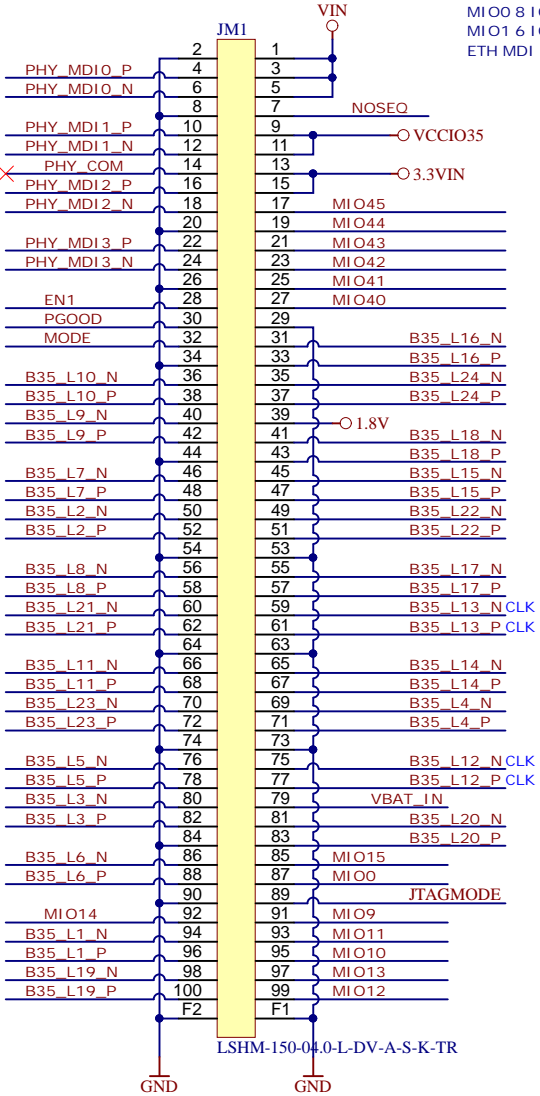 VIN
MIO0 8 I
MIO1 6 I
ETH MDI
JM1
2 1
PHY_MDI0_P 4 3
PHY_MDI0_N 6 5
8 7 NOSEQ
PHY_MDI1_P 10 9 VCCIO35
PHY_MDI1_N 12 11
PHY_COM 14 13 3.3VIN
PHY_MDI2_P 16 15
PHY_MDI2_N 18 17 MIO45
20 19 MIO44
PHY_MDI3_P 22 21 MIO43
PHY_MDI3_N 24 23 MIO42
26 25 MIO41
EN1 28 27 MIO40
PGOOD 30 29
MODE 32 31 B35_L16_N
34 33 B35_L16_P
B35_L10_N 36 35 B35_L24_N
B35_L10_P 38 37 B35_L24_P
B35_L9_N 40 39 1.8V
B35_L9_P 42 41 B35_L18_N
44 43 B35_L18_P
B35_L7_N 46 45 B35_L15_N
B35_L7_P 48 47 B35_L15_P
B35_L2_N 50 49 B35_L22_N
B35_L2_P 52 51 B35_L22_P
54 53
B35_L8_N 56 55 B35_L17_N
B35_L8_P 58 57 B35_L17_P
B35_L21_N 60 59 B35_L13_N CLK
B35_L21_P 62 61 B35_L13_P CLK
64 63
B35_L11_N 66 65 B35_L14_N
B35_L11_P 68 67 B35_L14_P
B35_L23_N 70 69 B35_L4_N
B35_L23_P 72 71 B35_L4_P
74 73
B35_L5_N 76 75 B35_L12_N CLK
B35_L5_P 78 77 B35_L12_P CLK
B35_L3_N 80 79 VBAT_IN
B35_L3_P 82 81 B35_L20_N
84 83 B35_L20_P
B35_L6_N 86 85 MIO15
B35_L6_P 88 87 MIO0
90 89 JTAGMODE
MIO14 92 91 MIO9
B35_L1_N 94 93 MIO11
B35_L1_P 96 95 MIO10
B35_L19_N 98 97 MIO13
B35_L19_P 100 99 MIO12
F2 F1
LSHM-150-04.0-L-DV-A-S-K-TR
GND GND